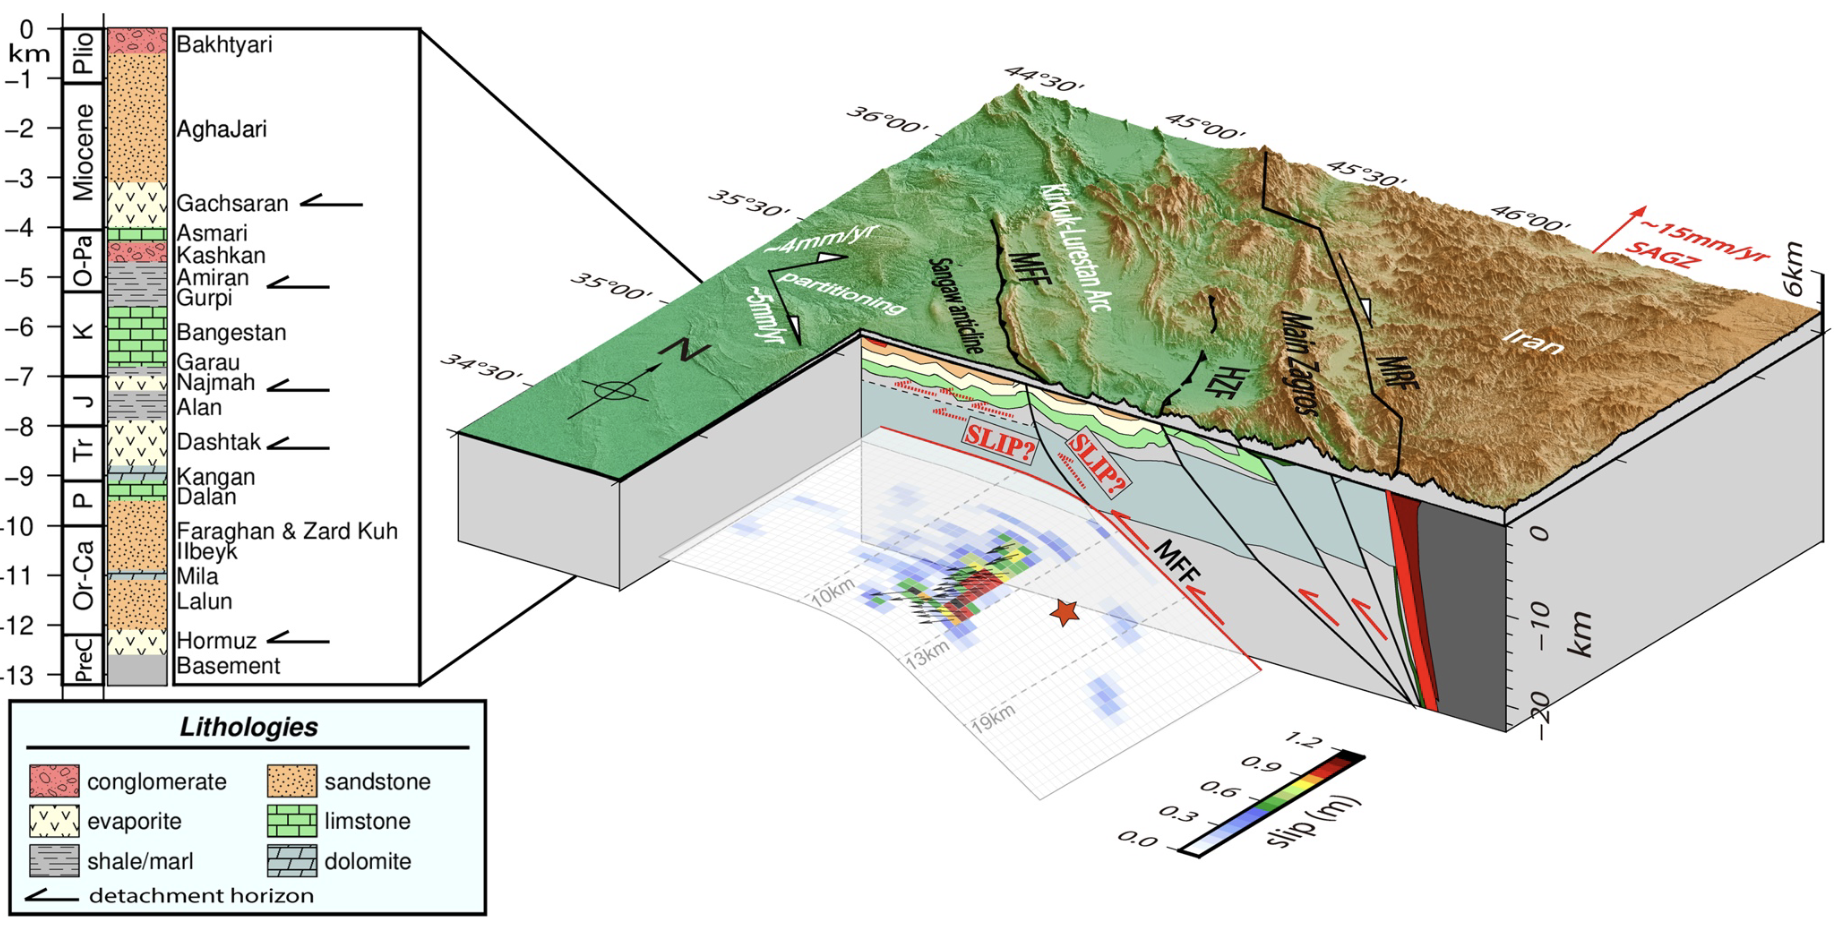 0
km
−1
−2
−3
−4
−5
−6
−7
−8
−9
-10
-11
-12
-13
Plio
Miocene
O-Pa
K
J
Tr
P
Or-Ca
PreC
Bakhtyari
AghaJari
Gachsaran
Asmari
Kashkan
Amiran
Gurpi
Bangestan
Garau
Najmah
Alan
Dashtak
Kangan
Dalan
Faraghan & Zard Kuh
Ilbeyk
Mila
Lalun
Hormuz
Basement
Lithologies
conglomerate
sandstone
evaporite
limstone
shale/marl
dolomite
detachment horizon
44°30'
45°00'
45°30'
46°00'
36°00'
35°30'
35°00'
34°30'
~15mm/yr
SAGZ
6km
~4mm/yr
partitioning
~5mm/yr
N
Sangaw anticline
MFF
Kirkuk-Lurestan Arc
HZF
Main Zagros
MRF
Iran
SLIP?
SLIP?
MFF
10km
13km
19km
0
−10
−20
km
0.0
0.3
0.6
0.9
1.2
slip (m)